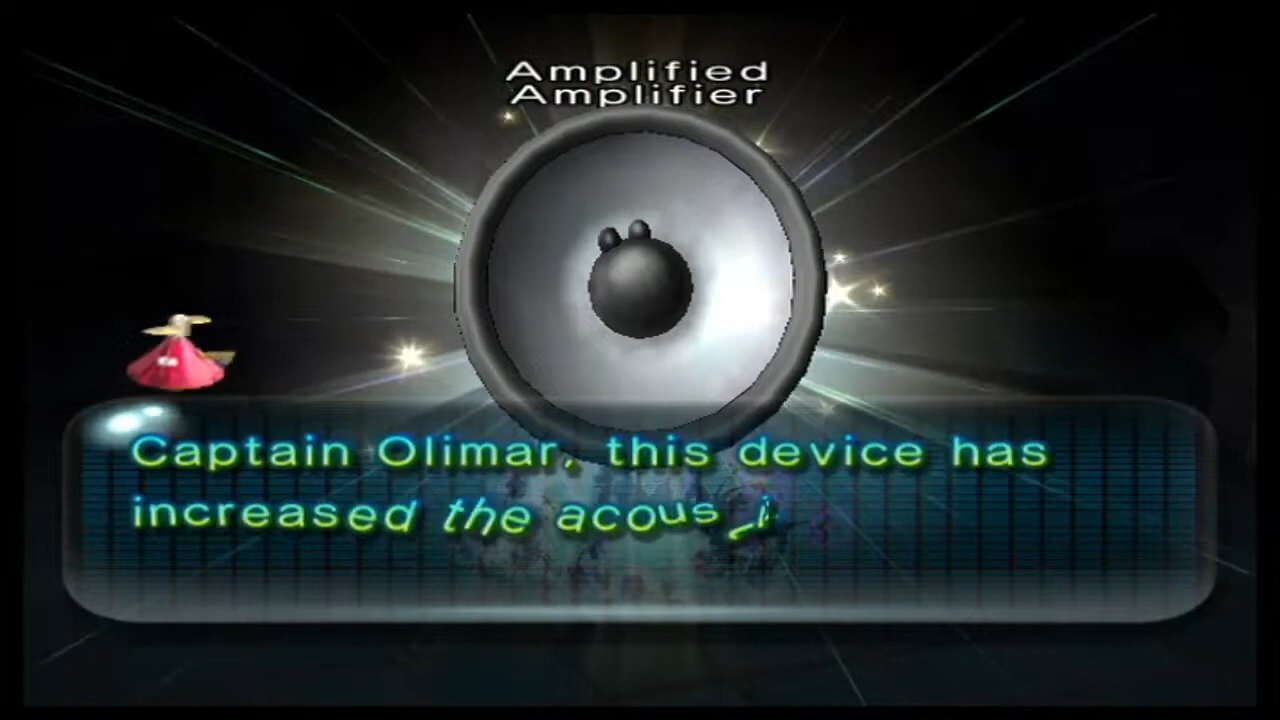 Amplified
Amplifier
Captain Olimar, this device has
increased the acous